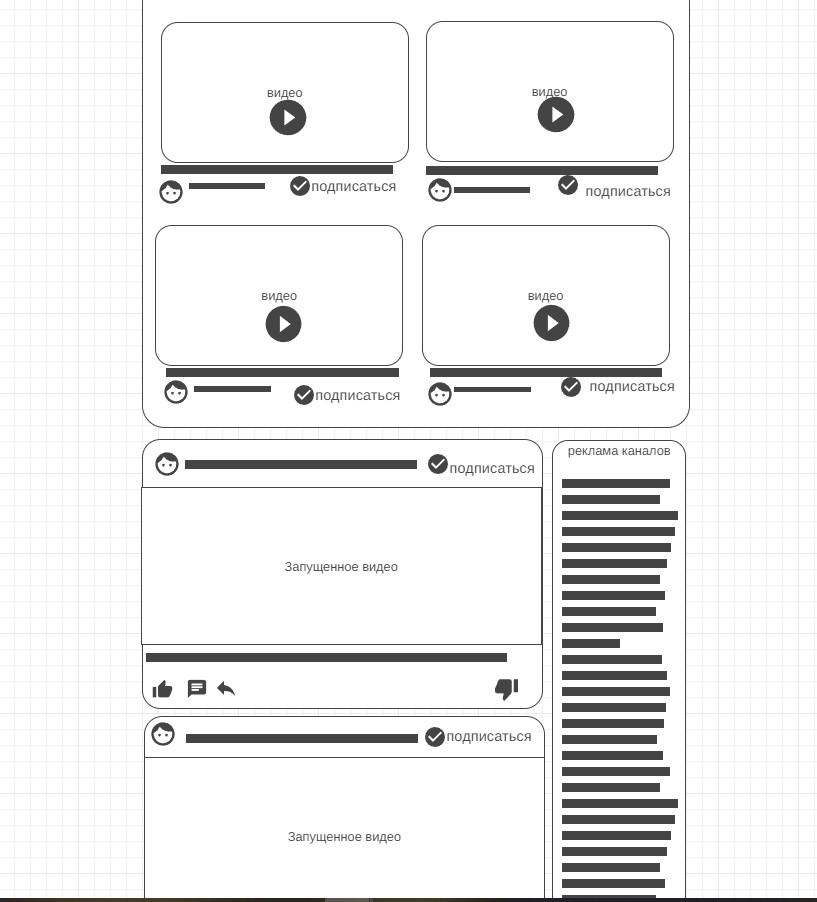 видео
видео
подписаться
подписаться
видео
видео
подписаться
подписаться
подписаться
реклама каналов
Запущенное видео
подписаться
Запущенное видео